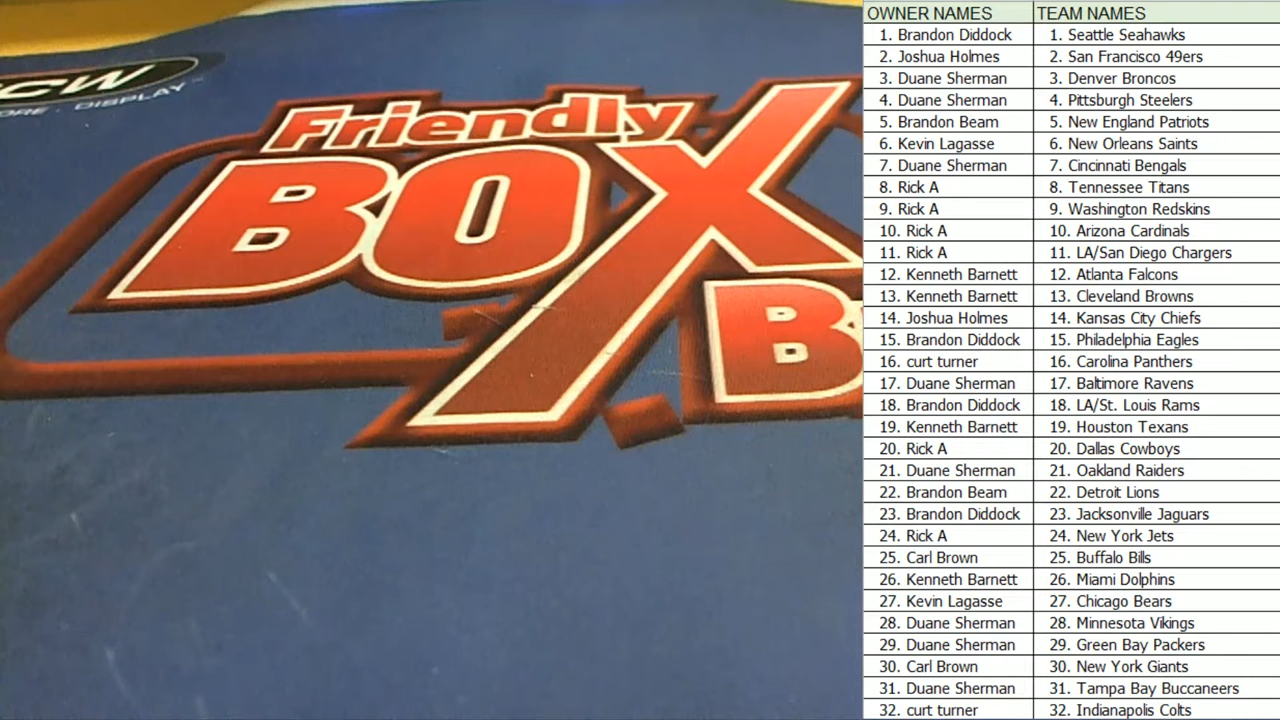 CW
DISPLAY
Friendly
BOX
B
OWNER NAMES TEAM NAMES
1. Brandon Diddock 1. Seattle Seahawks
2. Joshua Holmes 2. San Francisco 49ers
3. Duane Sherman 3. Denver Broncos
4. Duane Sherman 4. Pittsburgh Steelers
5. Brandon Beam 5. New England Patriots
6. Kevin Lagasse 6. New Orleans Saints
7. Duane Sherman 7. Cincinnati Bengals
8. Rick A 8. Tennessee Titans
9. Rick A 9. Washington Redskins
10. Rick A 10. Arizona Cardinals
11. Rick A 11. LA/San Diego Chargers
12. Kenneth Barnett 12. Atlanta Falcons
13. Kenneth Barnett 13. Cleveland Browns
14. Joshua Holmes 14. Kansas City Chiefs
15. Brandon Diddock 15. Philadelphia Eagles
16. curt turner 16. Carolina Panthers
17. Duane Sherman 17. Baltimore Ravens
18. Brandon Diddock 18. LA/St. Louis Rams
19. Kenneth Barnett 19. Houston Texans
20. Rick A 20. Dallas Cowboys
21. Duane Sherman 21. Oakland Raiders
22. Brandon Beam 22. Detroit Lions
23. Brandon Diddock 23. Jacksonville Jaguars
24. Rick A 24. New York Jets
25. Carl Brown 25. Buffalo Bills
26. Kenneth Barnett 26. Miami Dolphins
27. Kevin Lagasse 27. Chicago Bears
28. Duane Sherman 28. Minnesota Vikings
29. Duane Sherman 29. Green Bay Packers
30. Carl Brown 30. New York Giants
31. Duane Sherman 31. Tampa Bay Buccaneers
32. curt turner 32. Indianapolis Colts